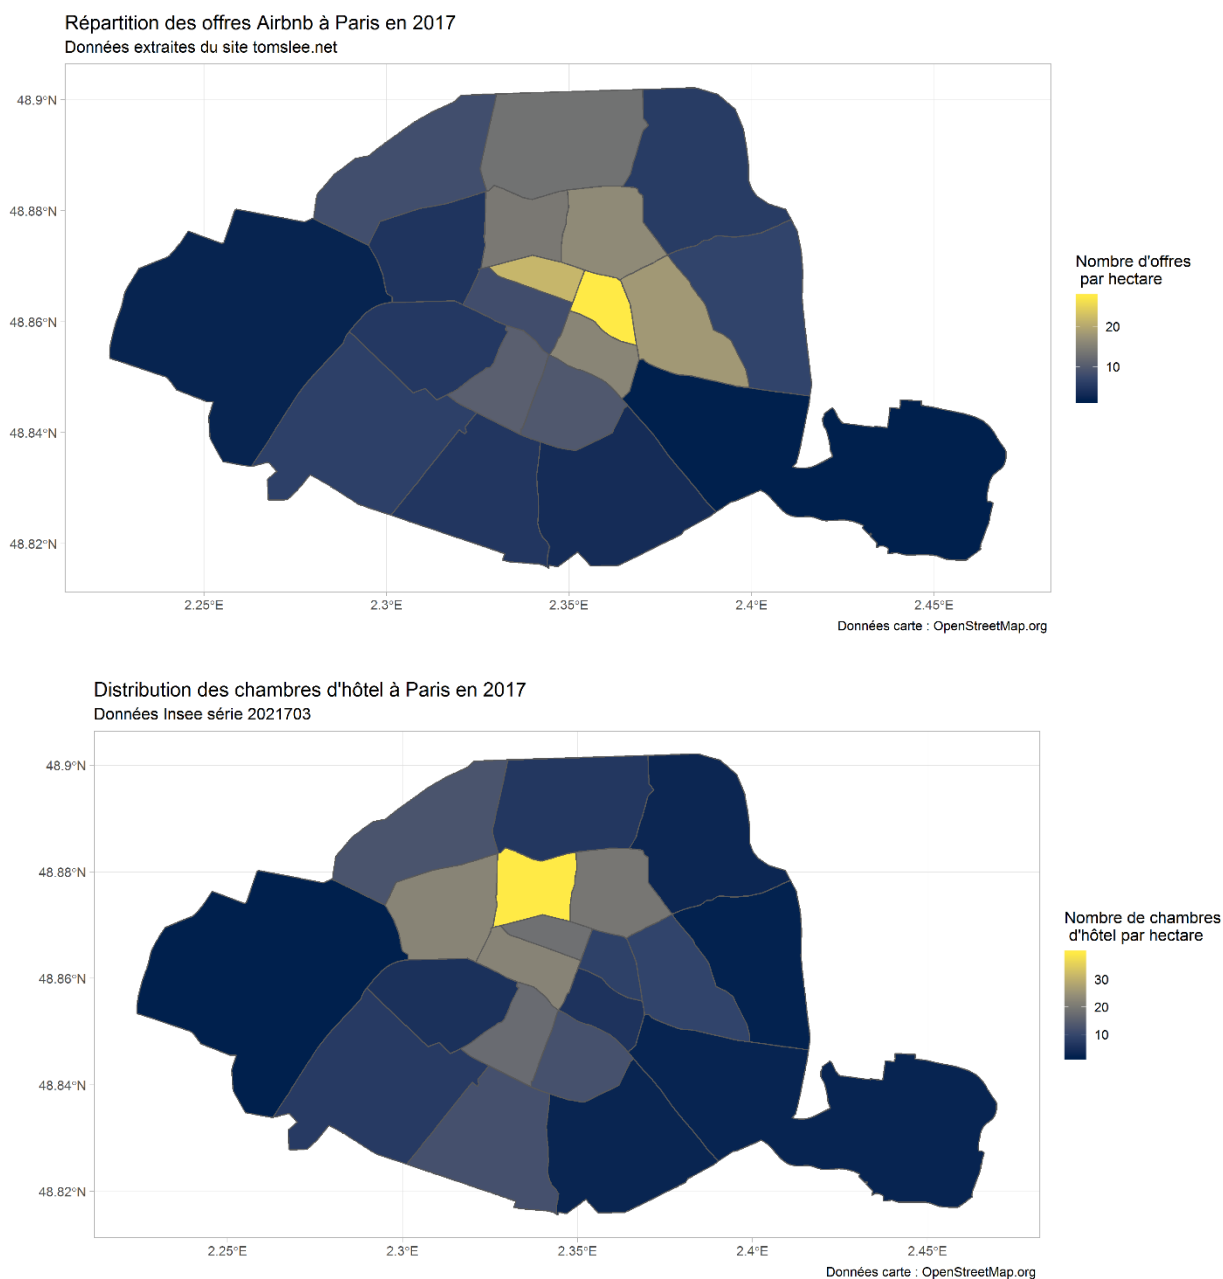 Répartition des offres Airbnb à Paris en 2017
Données extraites du site tomslee.net
48.9°N
48.88°N
48.86°N
48.84°N
48.82°N
2.25°E
2.3°E
2.35°E
2.4°E
2.45°E
Nombre d'offres
par hectare
20
10
Données carte : OpenStreetMap.org
Distribution des chambres d'hôtel à Paris en 2017
Données Insee série 2021703
48.9°N
48.88°N
48.86°N
48.84°N
48.82°N
2.25°E
2.3°E
2.35°E
2.4°E
2.45°E
Nombre de chambres
d'hôtel par hectare
30
20
10
Données carte : OpenStreetMap.org